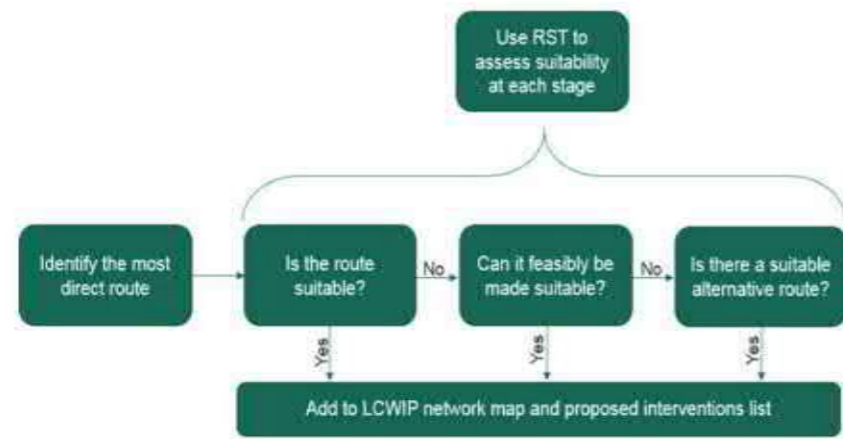 Use RST to
assess suitability
at each stage
Identify the most
direct route
Is the route
suitable?
No
Can it feasibly be
made suitable?
No
Is there a suitable
alternative route?
Yes
Yes
Yes
Add to LCWIP network map and proposed interventions list